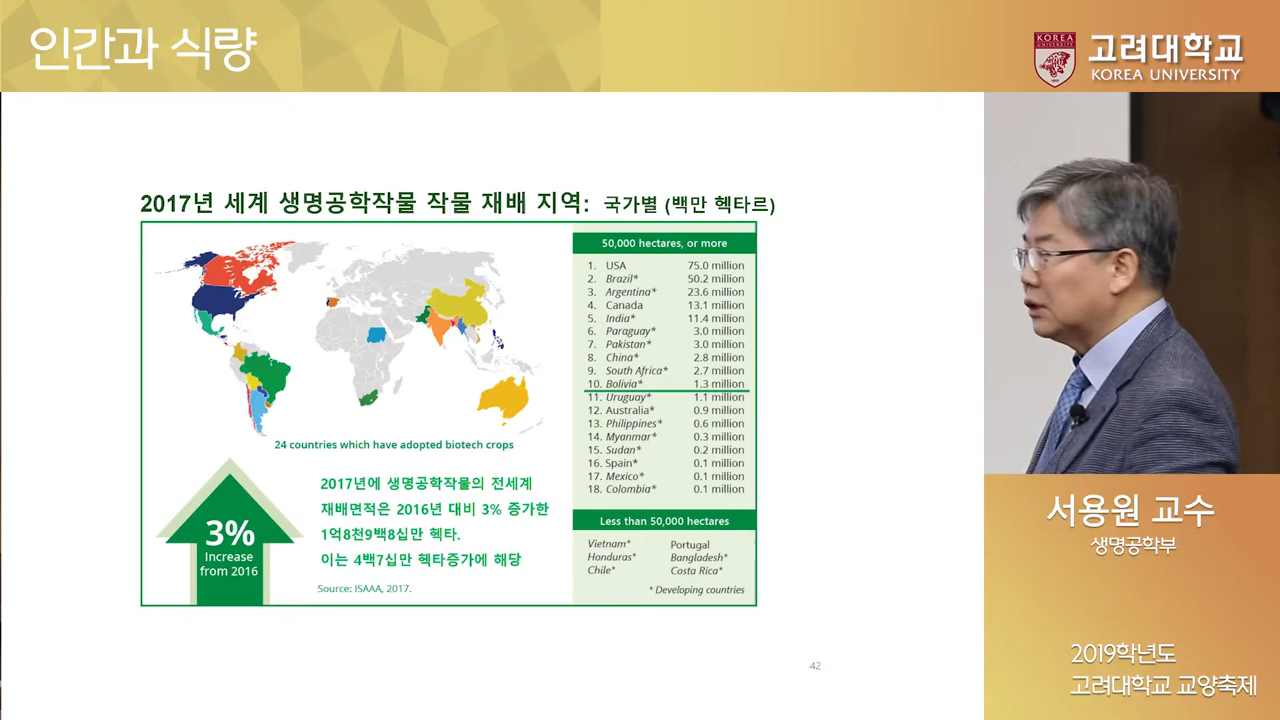 인간과 식량
KOREA
UNIVERSITY
고려대학교
KOREA UNIVERSITY
2017년 세계 생명공학작물 작물 재배 지역: 국가별 (백만 헥타르)
50,000 hectares, or more
1. USA 75.0 million
2. Brazil* 50.2 million
3. Argentina* 23.6 million
4. Canada 13.1 million
5. India* 11.4 million
6. Paraguay* 3.0 million
7. Pakistan* 3.0 million
8. China* 2.8 million
9. South Africa* 2.7 million
10. Bolivia* 1.3 million
11. Uruguay* 1.1 million
12. Australia* 0.9 million
13. Philippines* 0.6 million
14. Myanmar* 0.3 million
15. Sudan* 0.2 million
16. Spain* 0.1 million
17. Mexico* 0.1 million
18. Colombia* 0.1 million
24 countries which have adopted biotech crops
3%
Increase
from 2016
2017년에 생명공학작물의 전세계
재배면적은 2016년 대비 3% 증가한
1억8천9백8십만 헥타.
이는 4백7십만 헥타증가에 해당
Source: ISAAA, 2017.
Less than 50,000 hectares
Vietnam* Portugal
Honduras* Bangladesh*
Chile* Costa Rica*
* Developing countries
42
서용원 교수
생명공학부
2019학년도
고려대학교 교양축제